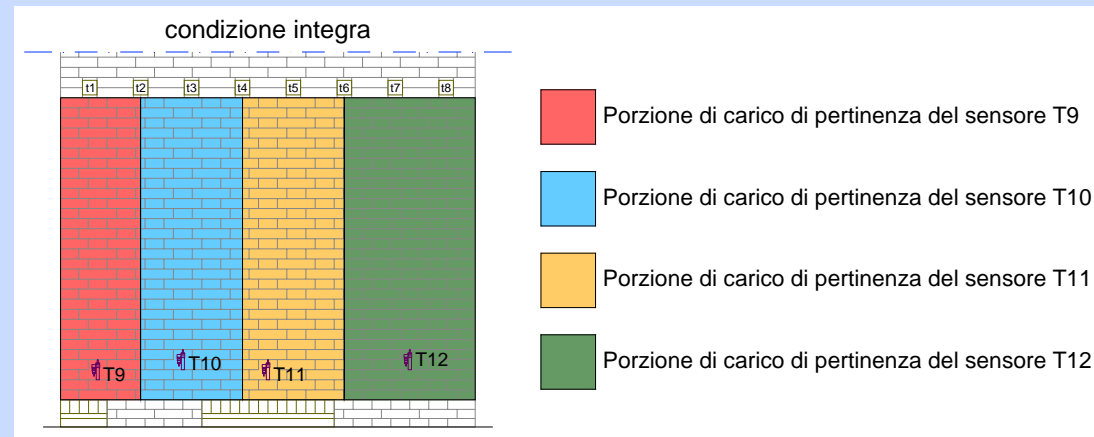 condizione integra
t1 t2 t3 t4 t5 t6 t7 t8
T9 T10 T11 T12
Porzione di carico di pertinenza del sensore T9
Porzione di carico di pertinenza del sensore T10
Porzione di carico di pertinenza del sensore T11
Porzione di carico di pertinenza del sensore T12